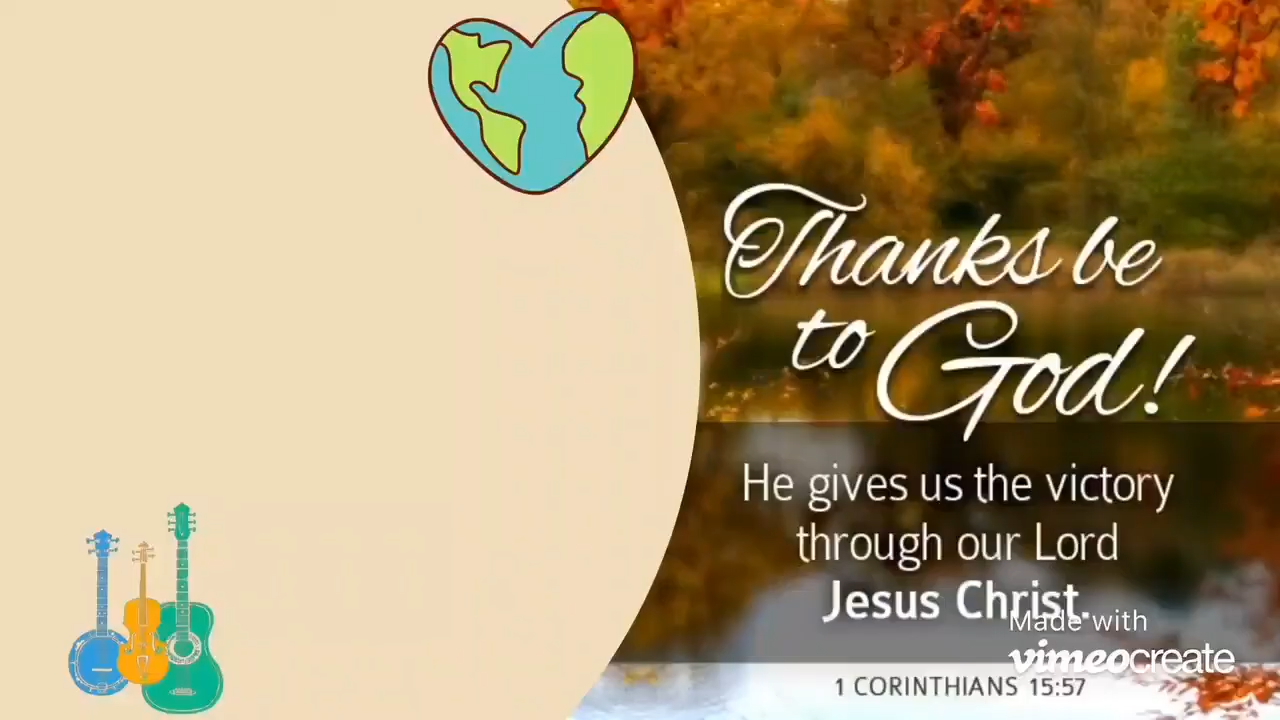 Thanks be
to God!
He gives us the victory
through our Lord
Jesus Christ.
Made with
vimeocreate
1 CORINTHIANS 15:57